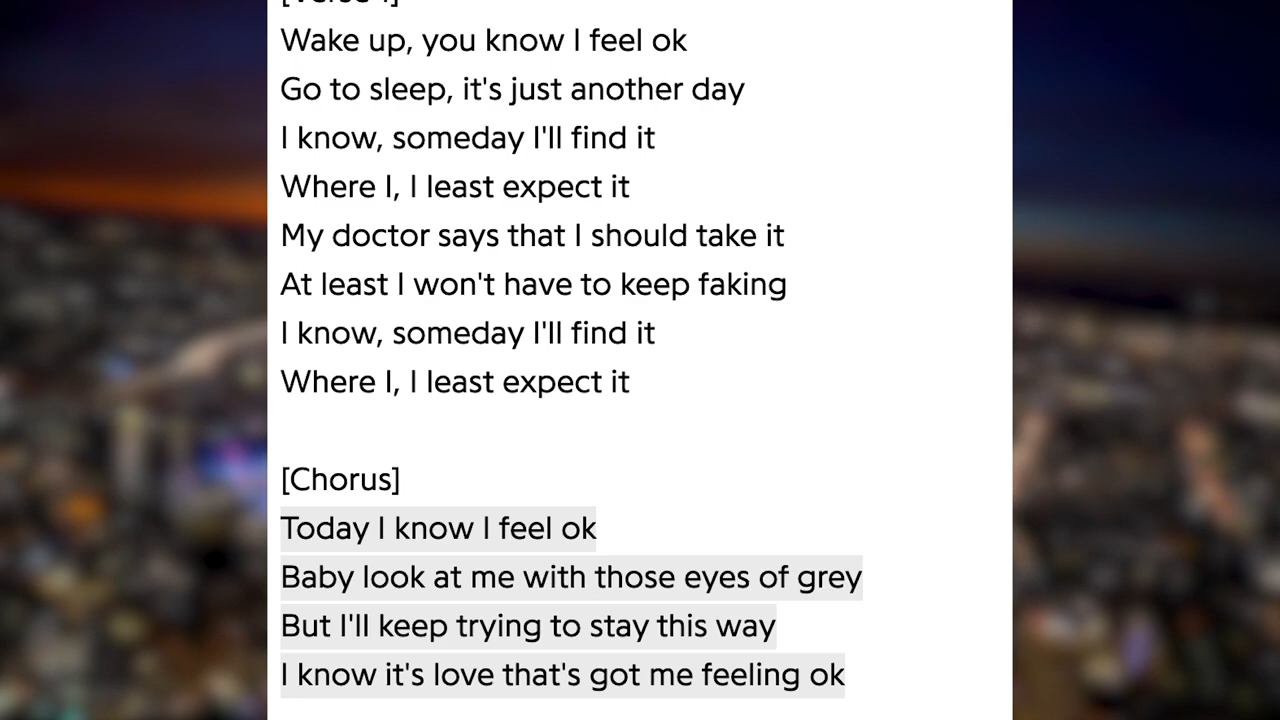 Wake up, you know I feel ok
Go to sleep, it's just another day
I know, someday I'll find it
Where I, I least expect it
My doctor says that I should take it
At least I won't have to keep faking
I know, someday I'll find it
Where I, I least expect it
[Chorus]
Today I know I feel ok
Baby look at me with those eyes of grey
But I'll keep trying to stay this way
I know it's love that's got me feeling ok